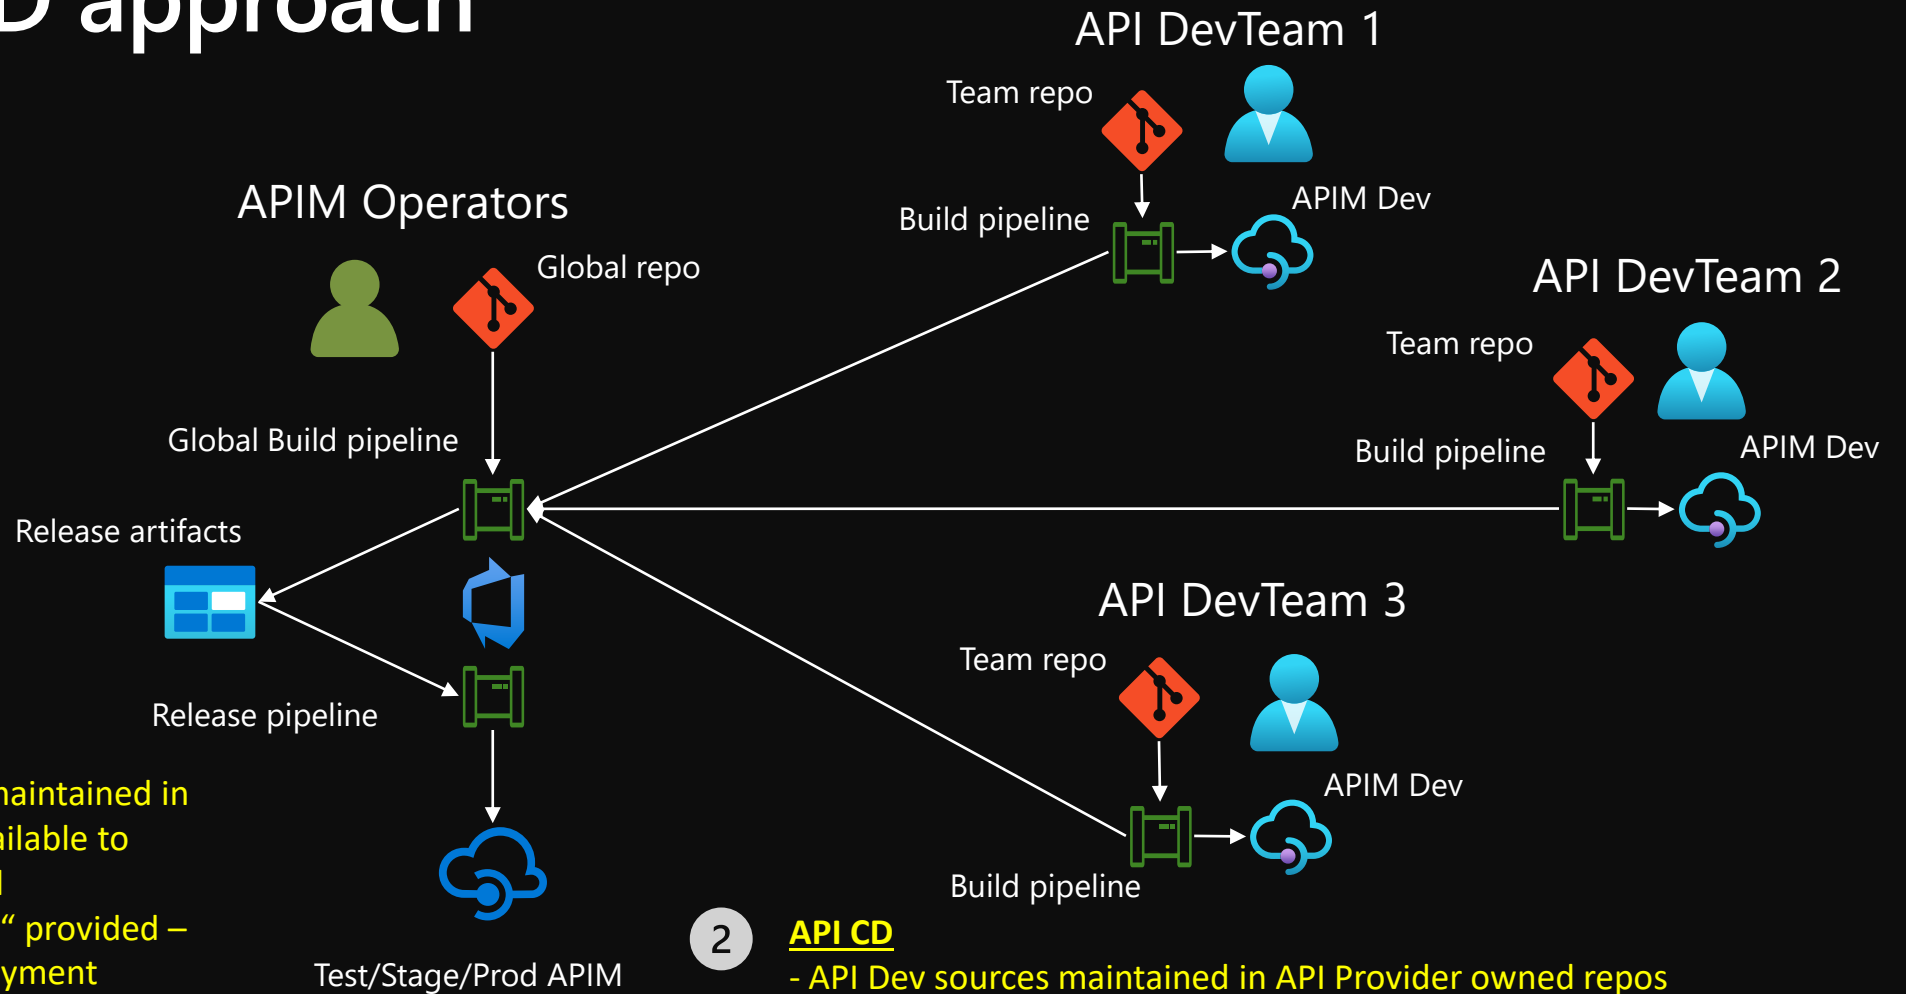 D approach
API DevTeam 1
Team repo
Build pipeline
APIM Dev
APIM Operators
Global repo
Global Build pipeline
Release artifacts
Release pipeline
Test/Stage/Prod APIM
API DevTeam 2
Team repo
Build pipeline
APIM Dev
API DevTeam 3
Team repo
APIM Dev
Build pipeline
maintained in
ailable to
“ provided –
yment
2
API CD
- API Dev sources maintained in API Provider owned repos